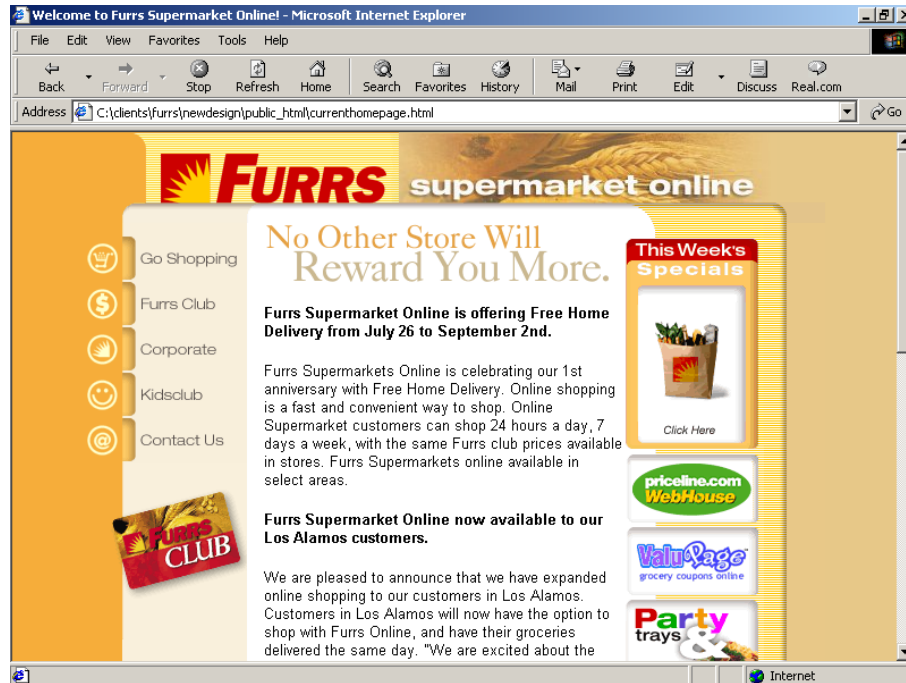 Welcome to Furrs Supermarket Online! - Microsoft Internet Explorer
File Edit View Favorites Tools Help
Back Forward Stop Refresh Home Search Favorites History Mail Print Edit Discuss Real.com
Address C:\clients\furrs\newdesign\public_html\currenthomepage.html Go
FURRS supermarket online
Go Shopping
Furrs Club
Corporate
Kidsclub
Contact Us
FURRS
CLUB
No Other Store Will
Reward You More.
Furrs Supermarket Online is offering Free Home
Delivery from July 26 to September 2nd.
Furrs Supermarkets Online is celebrating our 1st
anniversary with Free Home Delivery. Online shopping
is a fast and convenient way to shop. Online
Supermarket customers can shop 24 hours a day, 7
days a week, with the same Furrs club prices available
in stores. Furrs Supermarkets online available in
select areas.
Furrs Supermarket Online now available to our
Los Alamos customers.
We are pleased to announce that we have expanded
online shopping to our customers in Los Alamos.
Customers in Los Alamos will now have the option to
shop with Furrs Online, and have their groceries
delivered the same day. "We are excited about the
This Week's
Specials
Click Here
priceline.com
WebHouse
ValuPage
grocery coupons online
Party
trays &
Internet